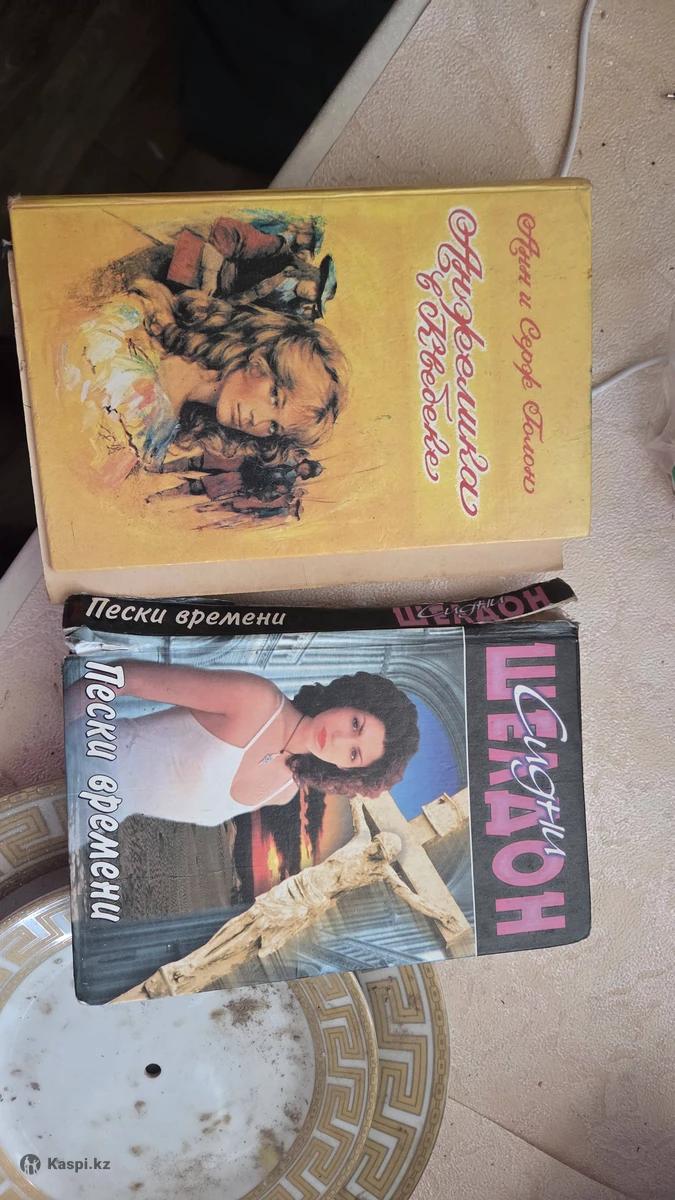 Анн и Серж Голон
Анжелика
в Квебеке
Пески времени
Сидни
ШЕЛДОН
Сидни
ШЕЛДОН
Пески времени
Kaspi.kz